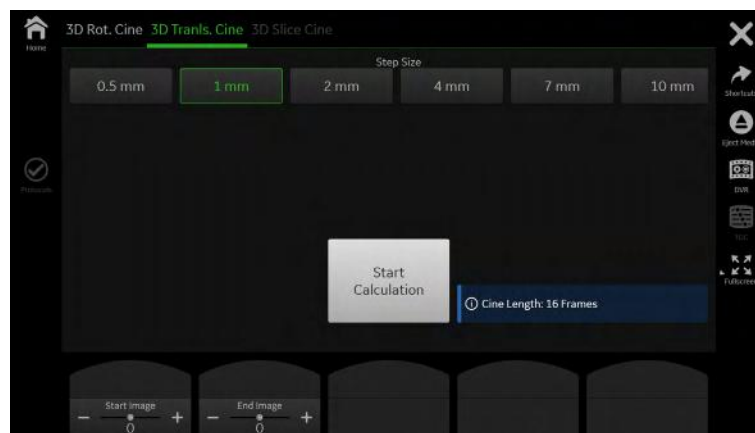 Home
3D Rot. Cine 3D Tranls. Cine 3D Slice Cine
Step Size
0.5 mm 1 mm 2 mm 4 mm 7 mm 10 mm
Shortcuts
Eject Med
DVR
Protocols
TGC
Fullscreen
Start
Calculation
Cine Length: 16 Frames
Start Image
0
End Image
0